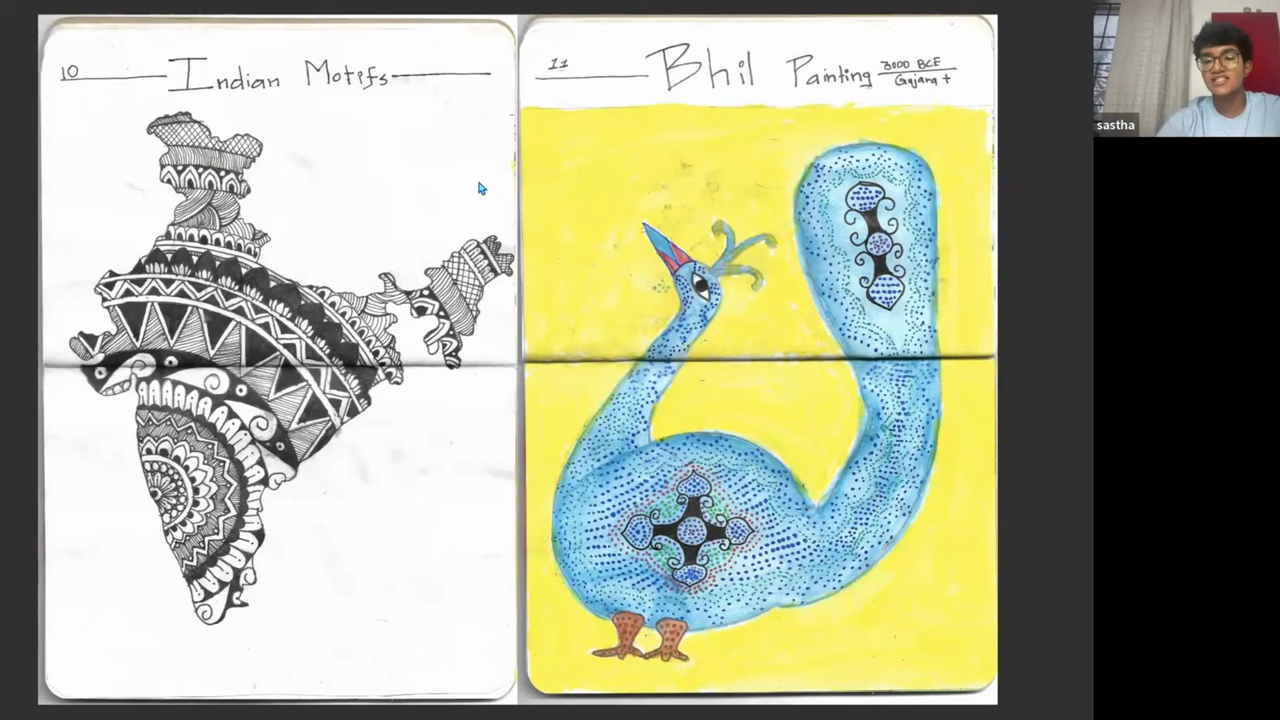 10
Indian Motifs
11
Bhil Painting
3000 BCE
Gujarat
sastha